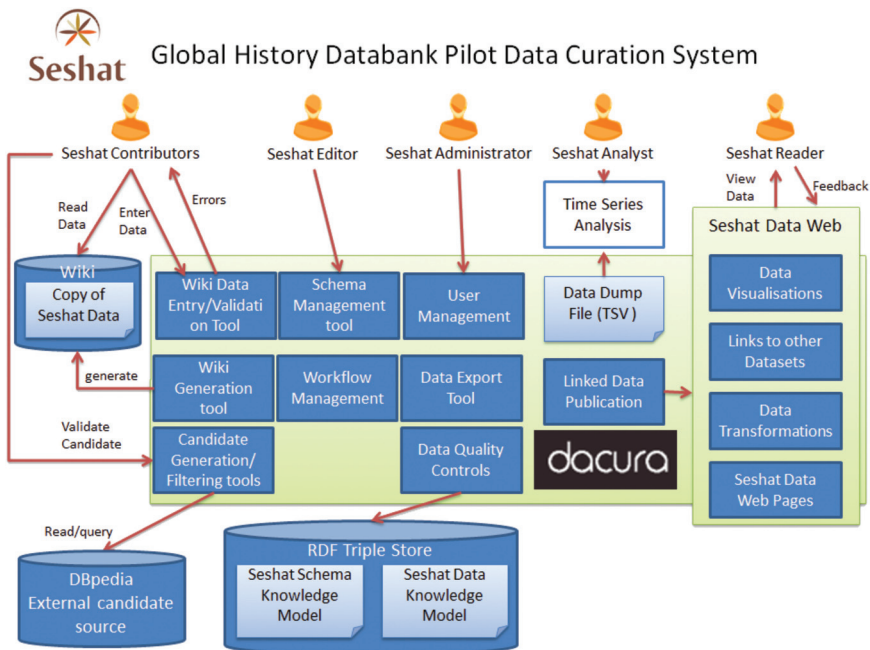 Seshat
Global History Databank Pilot Data Curation System
Seshat Contributors
Seshat Editor
Seshat Administrator
Seshat Analyst
Seshat Reader
Read
Data
Enter
Data
Errors
View
Data
Feedback
Time Series
Analysis
Seshat Data Web
Wiki
Copy of
Seshat Data
Wiki Data
Entry/Validati
on Tool
Schema
Management
tool
User
Management
Data Dump
File (TSV )
Data
Visualisations
generate
Wiki
Generation
tool
Workflow
Management
Data Export
Tool
Linked Data
Publication
Links to other
Datasets
Validate
Candidate
Candidate
Generation/
Filtering tools
Data Quality
Controls
dacura
Data
Transformations
Seshat Data
Web Pages
Read/query
DBpedia
External candidate
source
RDF Triple Store
Seshat Schema
Knowledge
Model
Seshat Data
Knowledge
Model